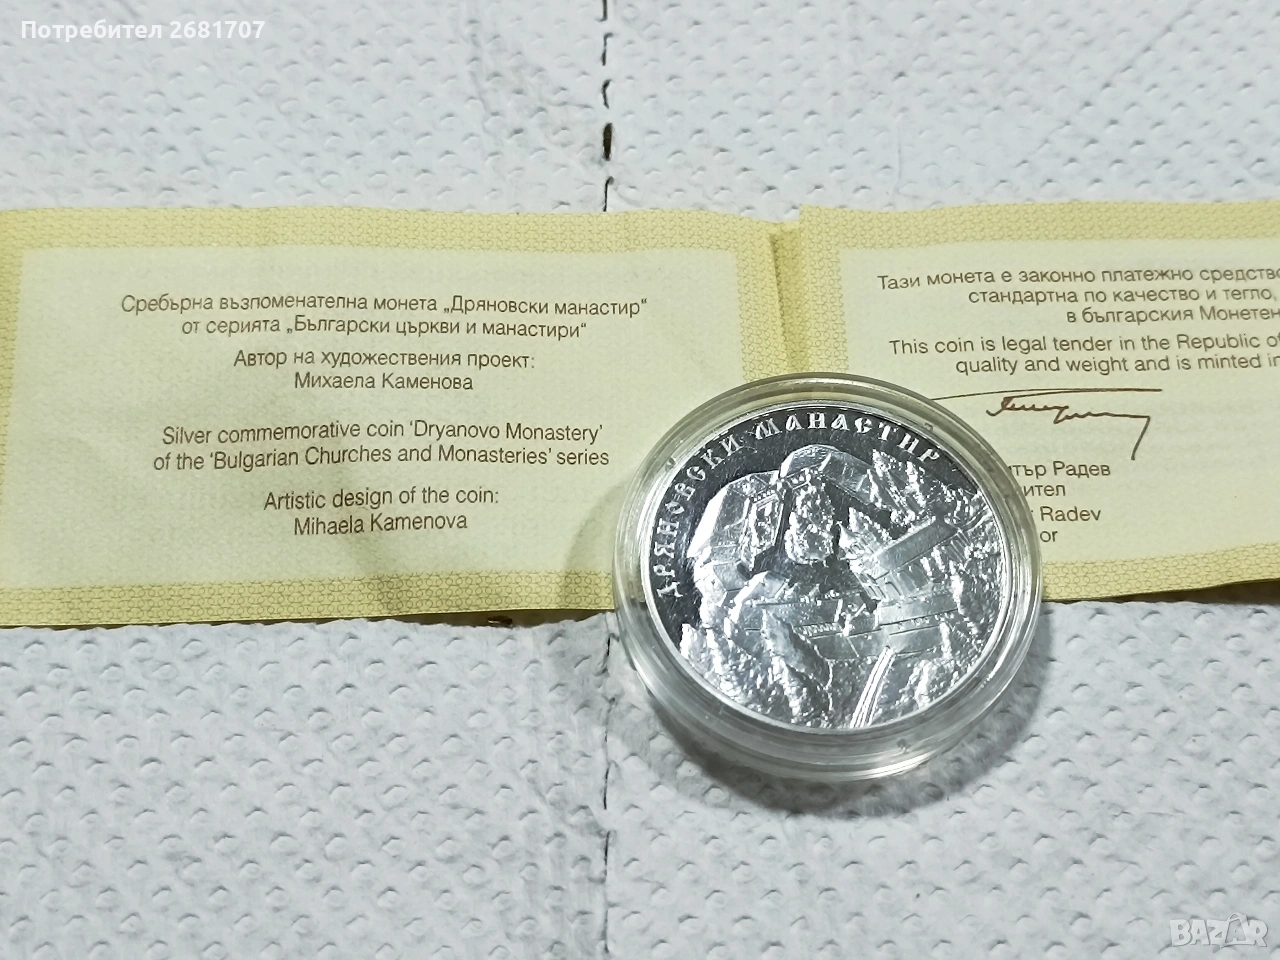 Потребител 2681707
Сребърна възпоменателна монета „Дряновски манастир“
от серията „Български църкви и манастири“
Автор на художествения проект:
Михаела Каменова
Silver commemorative coin ‘Dryanovo Monastery’
of the ‘Bulgarian Churches and Monasteries’ series
Artistic design of the coin:
Mihaela Kamenova
Тази монета е законно платежно средство
стандартна по качество и тегло,
в българския Монетен
This coin is legal tender in the Republic of
quality and weight and is minted in
Радев
Radev
ДРЯНОВСКИ МАНАСТИР
BAZAR